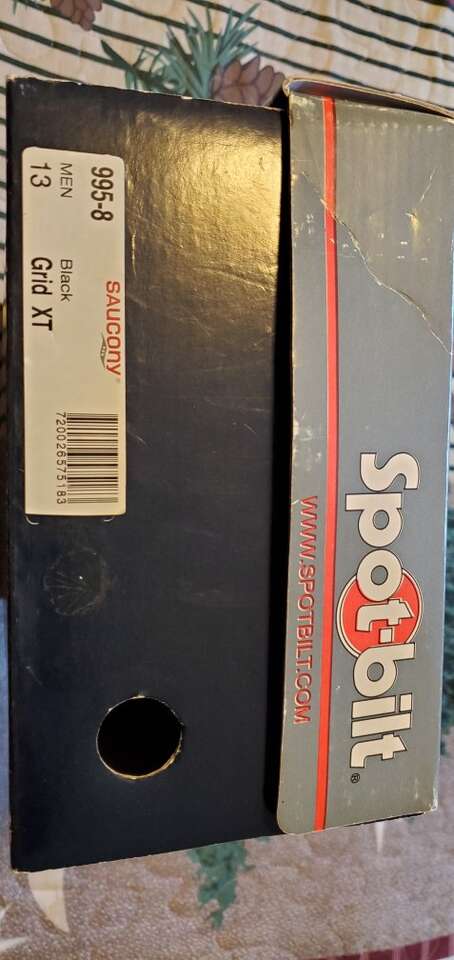 Spot-bilt®
WWW.SPOTBILT.COM
995-8
SAUCONY®
MEN
Black
13
Grid XT
720026575183